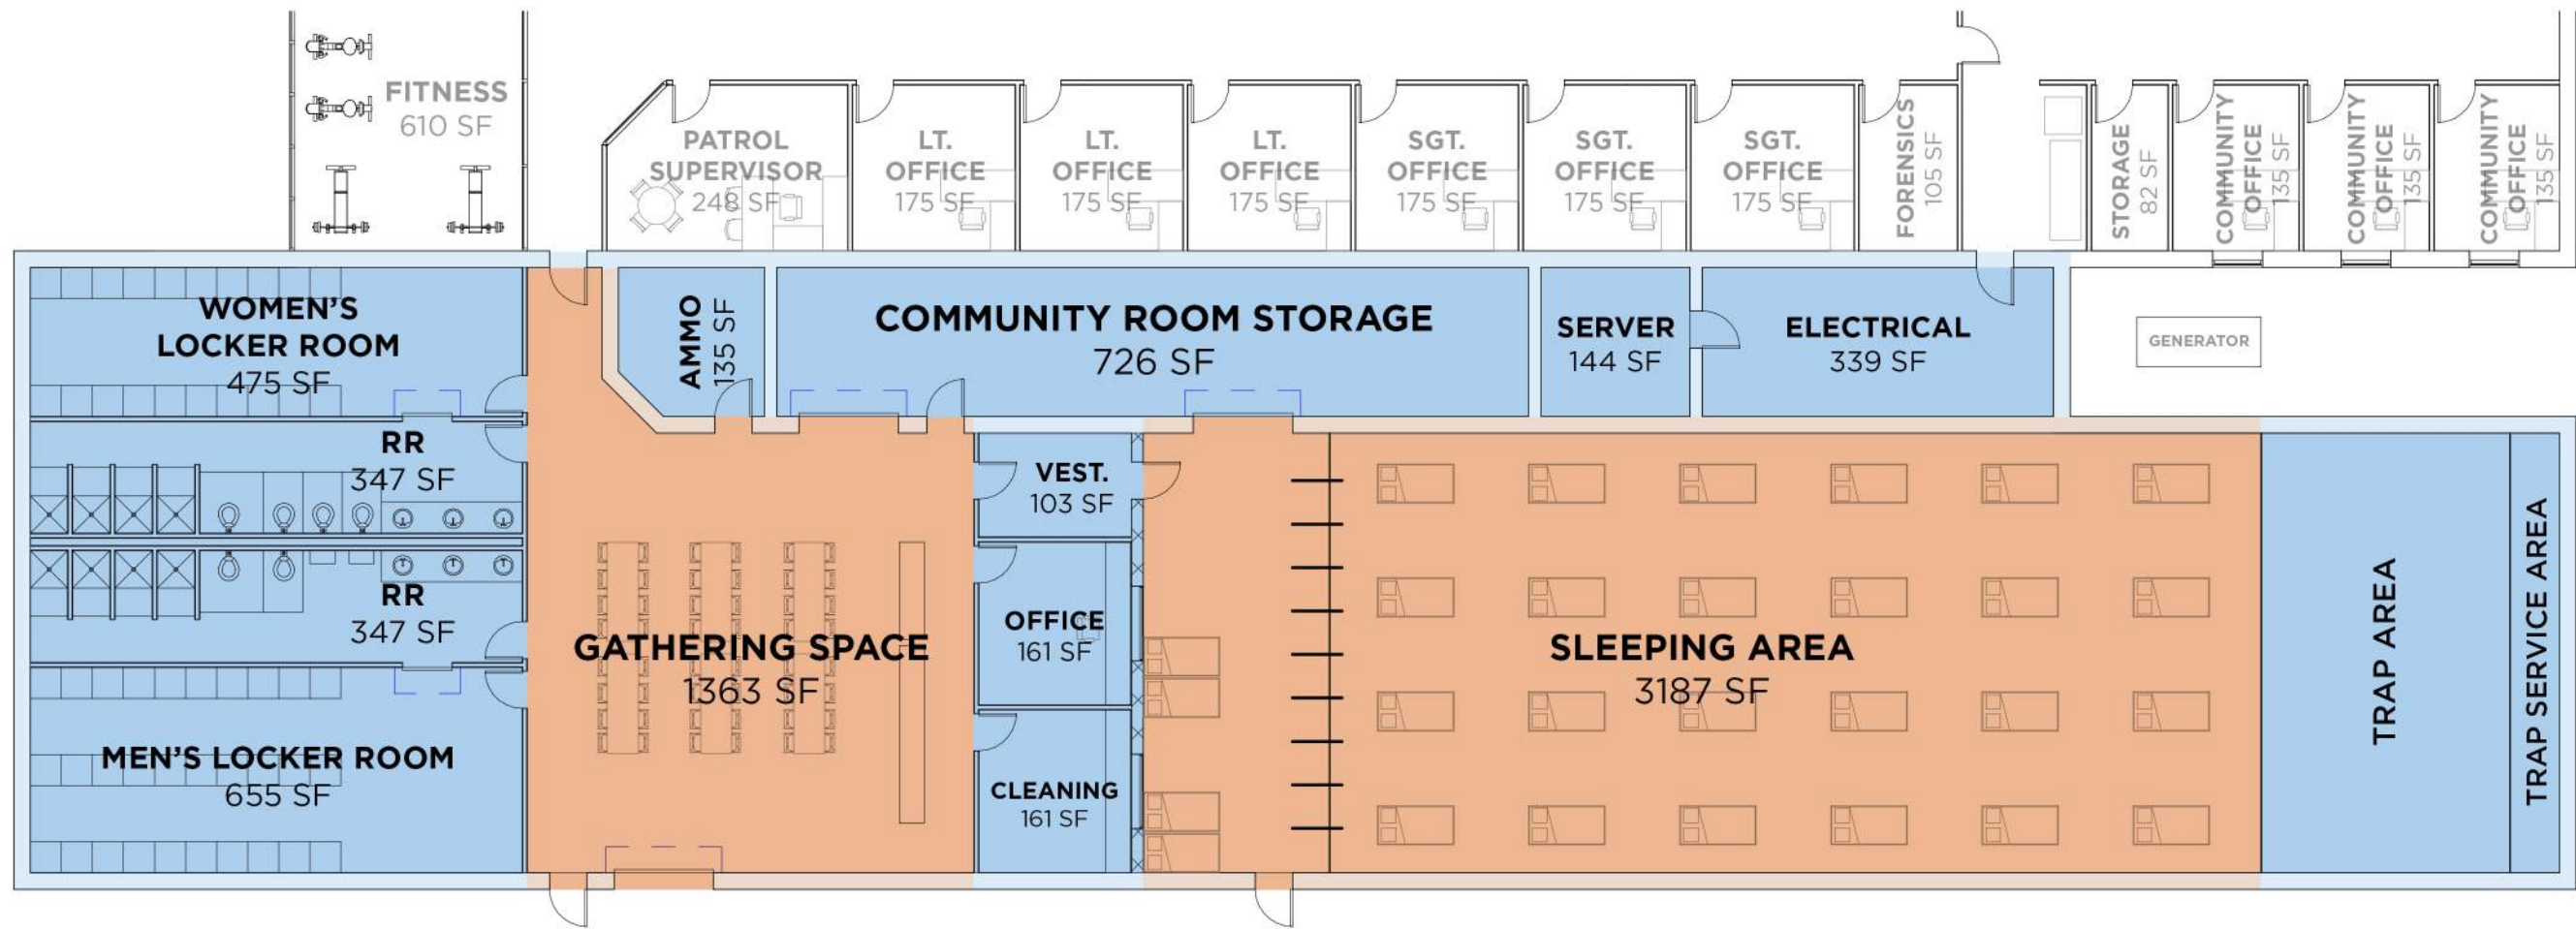 FITNESS
610 SF
PATROL
SUPERVISOR
248 SF
LT.
OFFICE
175 SF
LT.
OFFICE
175 SF
LT.
OFFICE
175 SF
SGT.
OFFICE
175 SF
SGT.
OFFICE
175 SF
SGT.
OFFICE
175 SF
FORENSICS
105 SF
STORAGE
82 SF
COMMUNITY
OFFICE
135 SF
COMMUNITY
OFFICE
135 SF
COMMUNITY
OFFICE
135 SF
WOMEN'S
LOCKER ROOM
475 SF
AMMO
135 SF
COMMUNITY ROOM STORAGE
726 SF
SERVER
144 SF
ELECTRICAL
339 SF
GENERATOR
RR
347 SF
RR
347 SF
MEN'S LOCKER ROOM
655 SF
GATHERING SPACE
1363 SF
VEST.
103 SF
OFFICE
161 SF
CLEANING
161 SF
SLEEPING AREA
3187 SF
TRAP AREA
TRAP SERVICE AREA